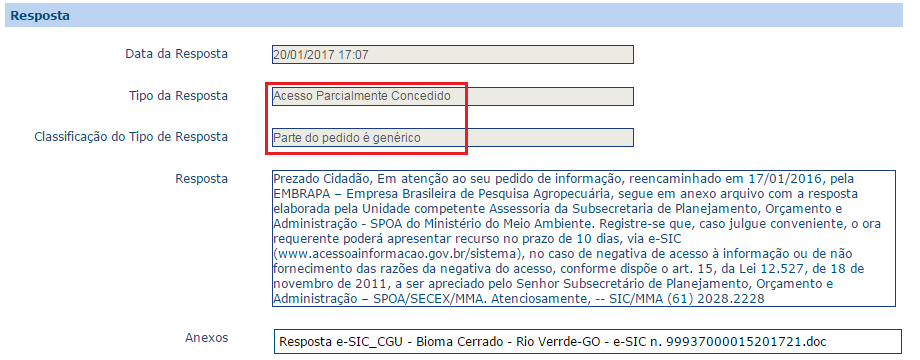 Resposta
Data da Resposta
20/01/2017 17:07
Tipo da Resposta
Acesso Parcialmente Concedido
Classificação do Tipo de Resposta
Parte do pedido é genérico
Resposta
Prezado Cidadão, Em atenção ao seu pedido de informação, reencaminhado em 17/01/2016, pela
EMBRAPA – Empresa Brasileira de Pesquisa Agropecuária, segue em anexo arquivo com a resposta
elaborada pela Unidade competente Assessoria da Subsecretaria de Planejamento, Orçamento e
Administração - SPOA do Ministério do Meio Ambiente. Registre-se que, caso julgue conveniente, o ora
requerente poderá apresentar recurso no prazo de 10 dias, via e-SIC
(www.acessoainformacao.gov.br/sistema), no caso de negativa de acesso à informação ou de não
fornecimento das razões da negativa do acesso, conforme dispõe o art. 15, da Lei 12.527, de 18 de
novembro de 2011, a ser apreciado pelo Senhor Subsecretário de Planejamento, Orçamento e
Administração – SPOA/SECEX/MMA. Atenciosamente, -- SIC/MMA (61) 2028.2228
Anexos
Resposta e-SIC_CGU - Bioma Cerrado - Rio Verrde-GO - e-SIC n. 99937000015201721.doc